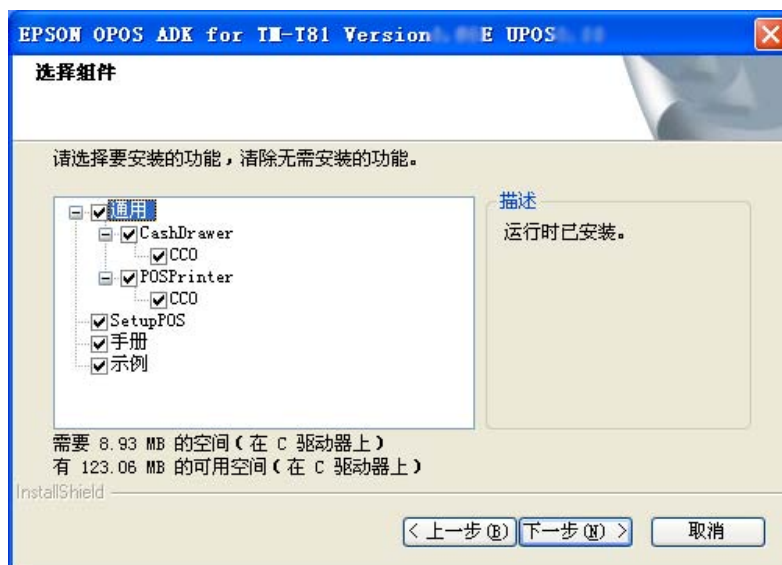 EPSON OPOS ADK for TM-T81 Version E UPOS
选择组件
请选择要安装的功能，清除无需安装的功能。
通用
CashDrawer
CCO
POSPrinter
CCO
SetupPOS
手册
示例
描述
运行时已安装。
需要 8.93 MB 的空间（在 C 驱动器上）
有 123.06 MB 的可用空间（在 C 驱动器上）
InstallShield
< 上一步(B)
下一步(N) >
取消